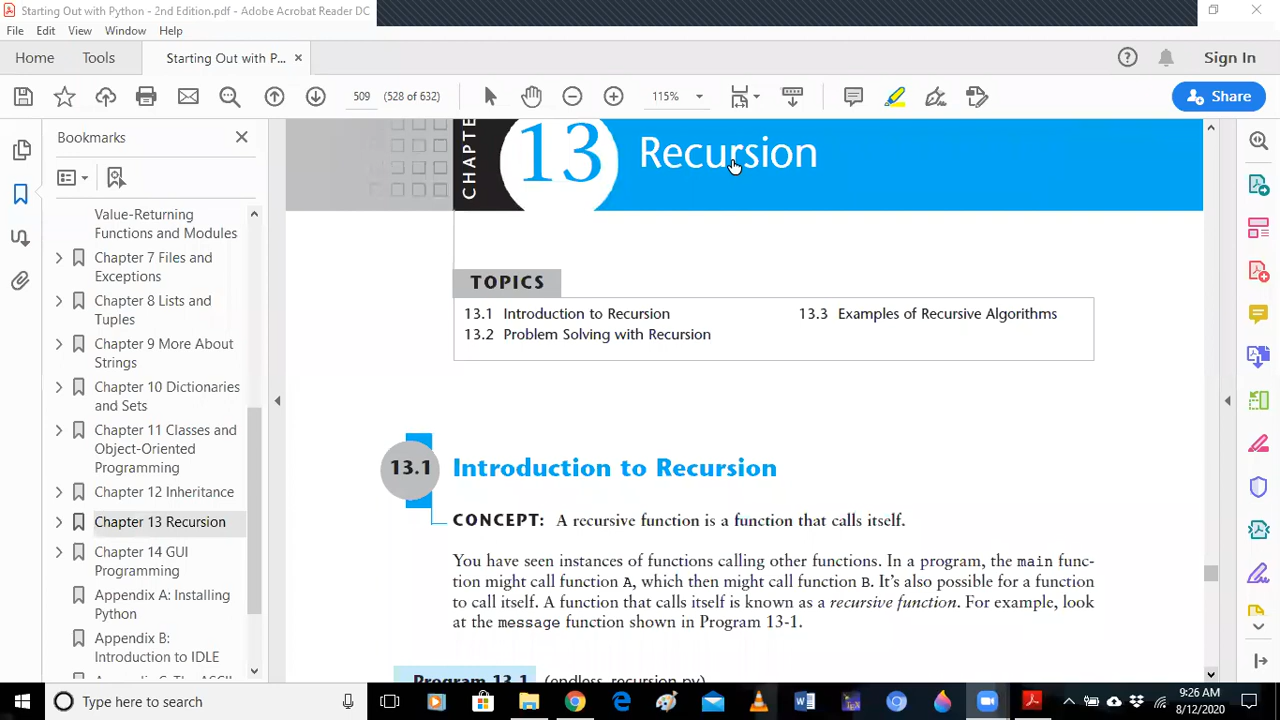 Starting Out with Python - 2nd Edition.pdf - Adobe Acrobat Reader DC
File Edit View Window Help
Home Tools Starting Out with P... × Sign In
509 (528 of 632) 115% Share
Bookmarks
Value-Returning
Functions and Modules
Chapter 7 Files and
Exceptions
Chapter 8 Lists and
Tuples
Chapter 9 More About
Strings
Chapter 10 Dictionaries
and Sets
Chapter 11 Classes and
Object-Oriented
Programming
Chapter 12 Inheritance
Chapter 13 Recursion
Chapter 14 GUI
Programming
Appendix A: Installing
Python
Appendix B:
Introduction to IDLE
Appendix C: The ASCII
CHAPTE
13 Recursion
TOPICS
13.1 Introduction to Recursion
13.2 Problem Solving with Recursion
13.3 Examples of Recursive Algorithms
13.1 Introduction to Recursion
CONCEPT: A recursive function is a function that calls itself.
You have seen instances of functions calling other functions. In a program, the main func-
tion might call function A, which then might call function B. It's also possible for a function
to call itself. A function that calls itself is known as a recursive function. For example, look
at the message function shown in Program 13-1.
Program 13.1 (endless_recursion.py)
Type here to search
9:26 AM
8/12/2020